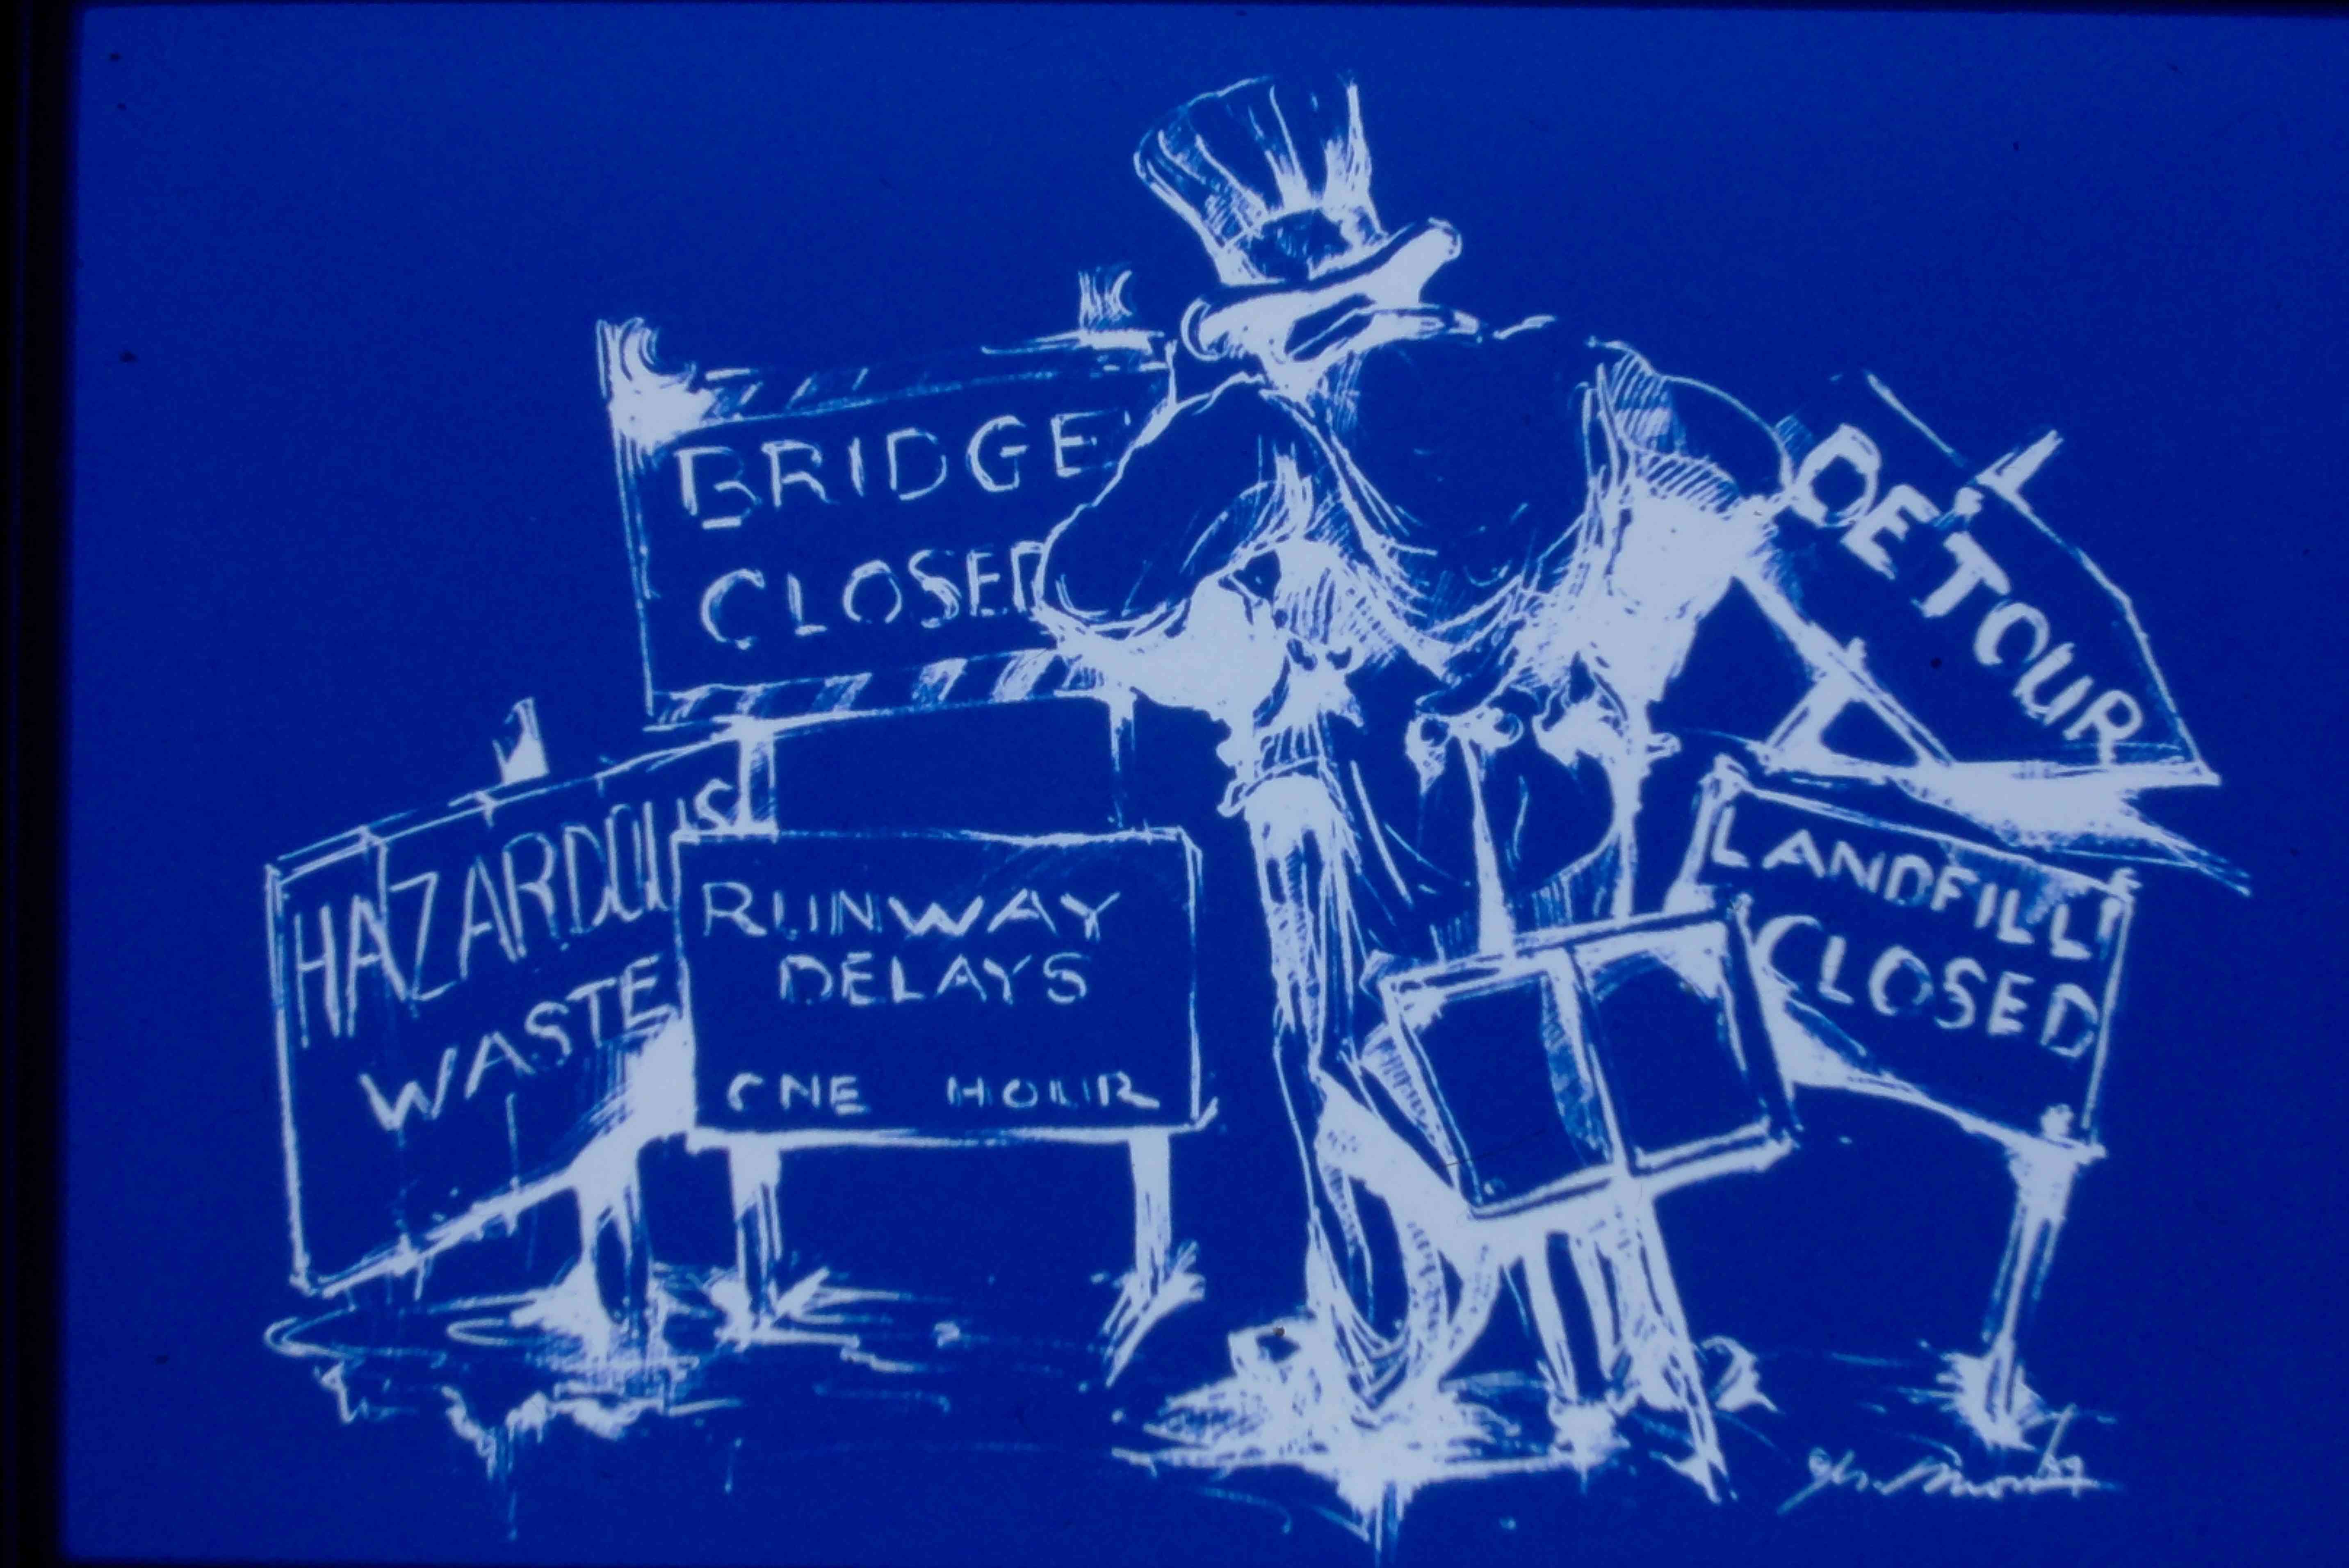 BRIDGE
CLOSED
DETOUR
HAZARDOUS
WASTE
RUNWAY
DELAYS
ONE HOUR
LANDFILL
CLOSED